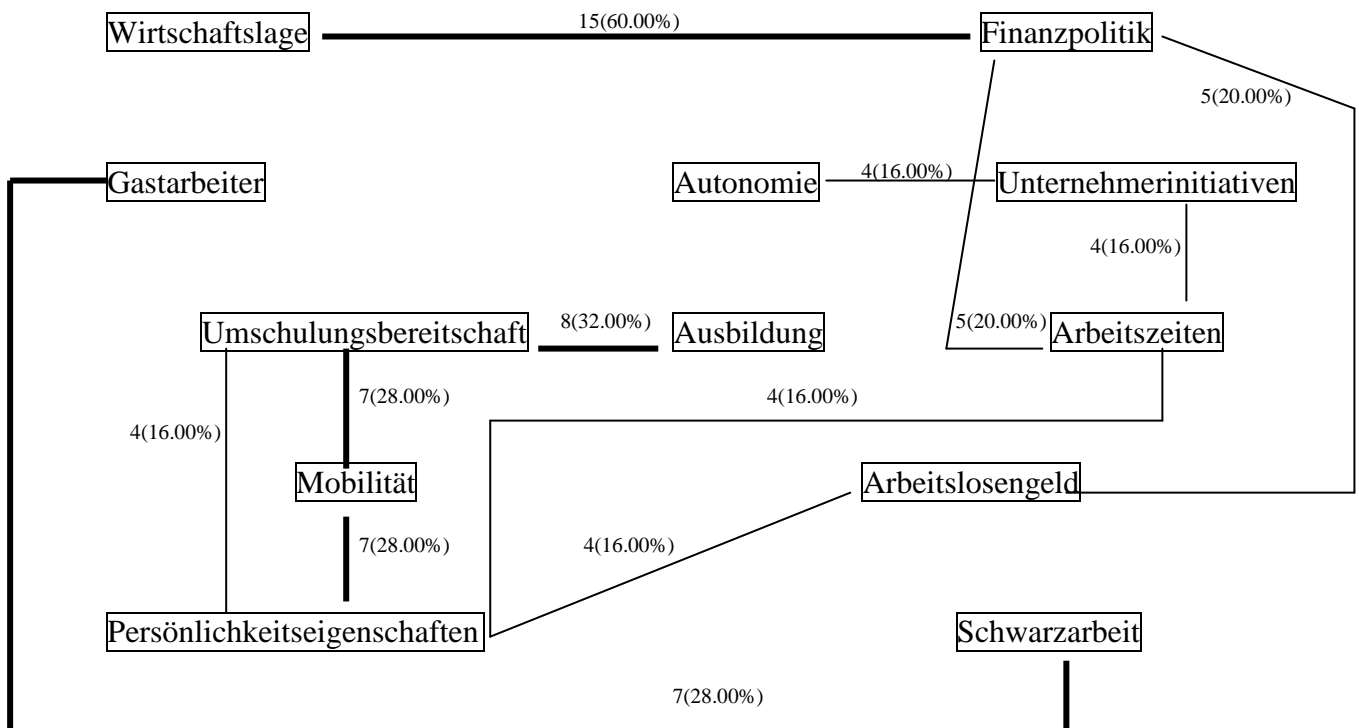 15(60.00%)
Wirtschaftslage
Finanzpolitik
5(20.00%)
Gastarbeiter
Autonomie
4(16.00%)
Unternehmerinitiativen
4(16.00%)
Umschulungsbereitschaft
8(32.00%)
Ausbildung
5(20.00%)
Arbeitszeiten
7(28.00%)
4(16.00%)
4(16.00%)
Mobilität
Arbeitslosengeld
7(28.00%)
4(16.00%)
Persönlichkeitseigenschaften
Schwarzarbeit
7(28.00%)